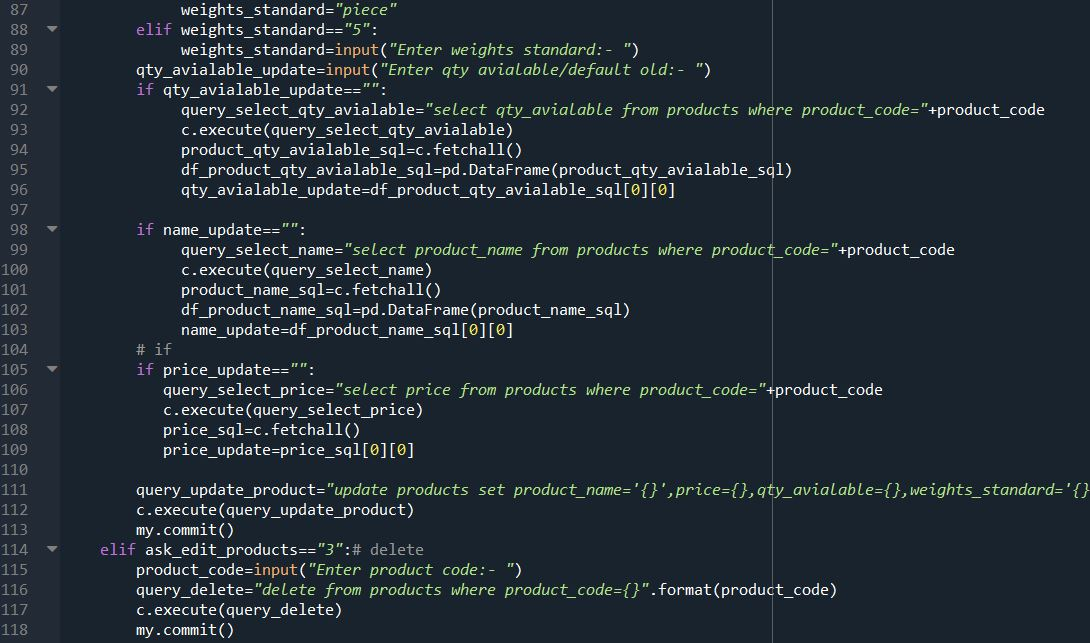 87 weights_standard="piece"
88 elif weights_standard=="5":
89 weights_standard=input("Enter weights standard:- ")
90 qty_avialable_update=input("Enter qty avialable/default old:- ")
91 if qty_avialable_update=="":
92 query_select_qty_avialable="select qty_avialable from products where product_code="+product_code
93 c.execute(query_select_qty_avialable)
94 product_qty_avialable_sql=c.fetchall()
95 df_product_qty_avialable_sql=pd.DataFrame(product_qty_avialable_sql)
96 qty_avialable_update=df_product_qty_avialable_sql[0][0]
97
98 if name_update=="":
99 query_select_name="select product_name from products where product_code="+product_code
100 c.execute(query_select_name)
101 product_name_sql=c.fetchall()
102 df_product_name_sql=pd.DataFrame(product_name_sql)
103 name_update=df_product_name_sql[0][0]
104 # if
105 if price_update=="":
106 query_select_price="select price from products where product_code="+product_code
107 c.execute(query_select_price)
108 price_sql=c.fetchall()
109 price_update=price_sql[0][0]
110
111 query_update_product="update products set product_name='{}',price={},qty_avialable={},weights_standard='{}
112 c.execute(query_update_product)
113 my.commit()
114 elif ask_edit_products=="3":# delete
115 product_code=input("Enter product code:- ")
116 query_delete="delete from products where product_code={}".format(product_code)
117 c.execute(query_delete)
118 my.commit()